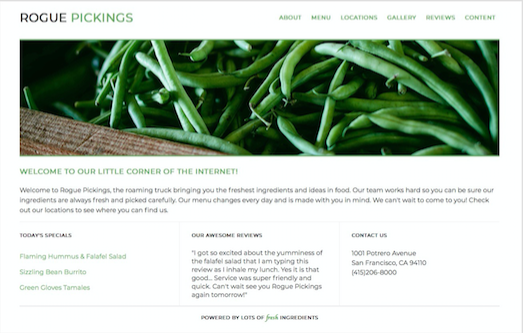 ROGUE PICKINGS
ABOUT MENU LOCATIONS GALLERY REVIEWS CONTENT
WELCOME TO OUR LITTLE CORNER OF THE INTERNET!
Welcome to Rogue Pickings, the roaming truck bringing you the freshest ingredients and ideas in food. Our team works hard so you can be sure our
ingredients are always fresh and picked carefully. Our menu changes every day and is made with you in mind. We can't wait to come to you! Check
out our locations to see where you can find us.
TODAY'S SPECIALS
Flaming Hummus & Falafel Salad
Sizzling Bean Burrito
Green Gloves Tamales
OUR AWESOME REVIEWS
"I got so excited about the yumminess
of the falafel salad that I am typing this
review as I inhale my lunch. Yes it is that
good... Service was super friendly and
quick. Can't wait see you Rogue Pickings
again tomorrow!"
CONTACT US
1001 Potrero Avenue
San Francisco, CA 94110
(415)206-8000
POWERED BY LOTS OF fresh INGREDIENTS